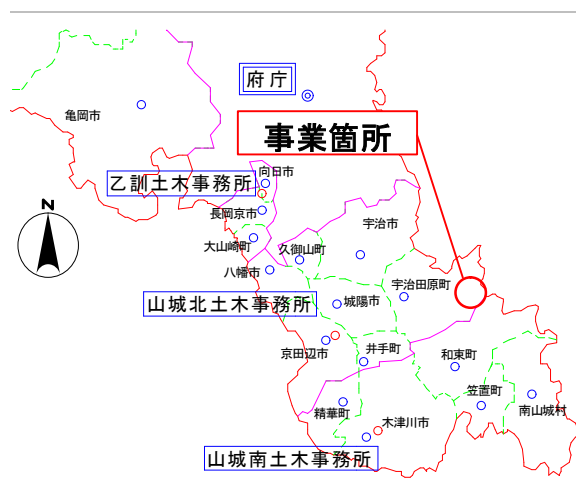 府庁
亀岡市
事業箇所
向日市
乙訓土木事務所
長岡京市
宇治市
N
大山崎町
久御山町
八幡市
宇治田原町
山城北土木事務所
城陽市
京田辺市
井手町
和束町
笠置町
精華町
南山城村
木津川市
山城南土木事務所